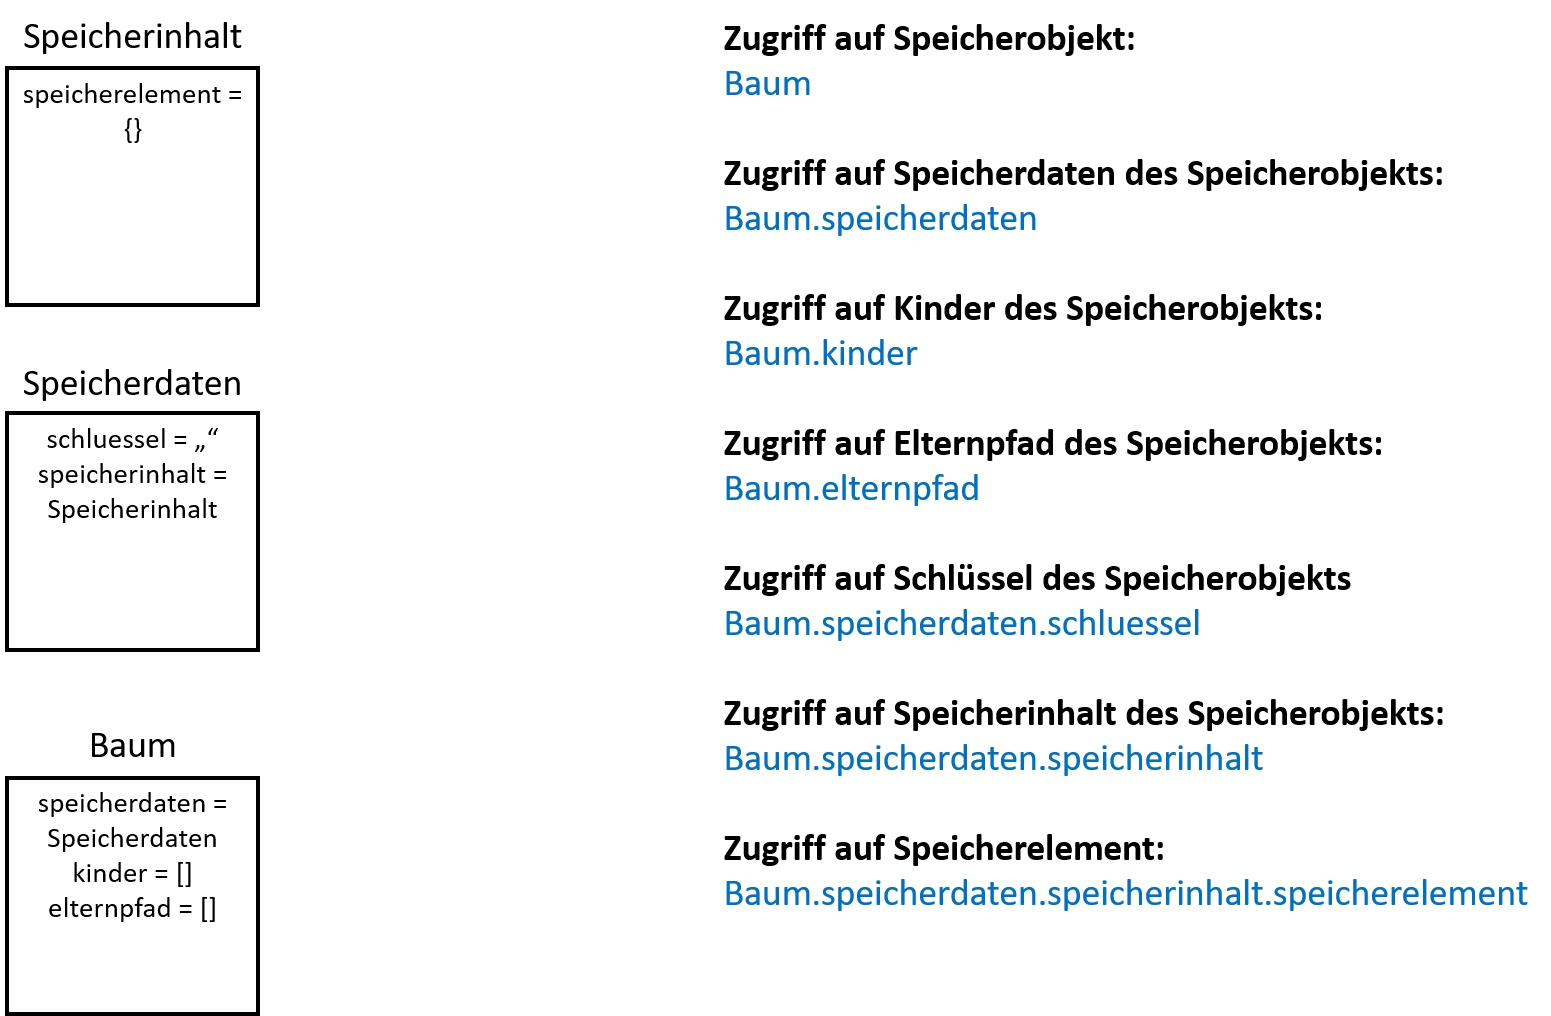 Speicherinhalt
speicherelement =
{}
Speicherdaten
schluessel = „“
speicherinhalt =
Speicherinhalt
Baum
speicherdaten =
Speicherdaten
kinder = []
elternpfad = []
Zugriff auf Speicherobjekt:
Baum
Zugriff auf Speicherdaten des Speicherobjekts:
Baum.speicherdaten
Zugriff auf Kinder des Speicherobjekts:
Baum.kinder
Zugriff auf Elternpfad des Speicherobjekts:
Baum.elternpfad
Zugriff auf Schlüssel des Speicherobjekts
Baum.speicherdaten.schluessel
Zugriff auf Speicherinhalt des Speicherobjekts:
Baum.speicherdaten.speicherinhalt
Zugriff auf Speicherelement:
Baum.speicherdaten.speicherinhalt.speicherelement